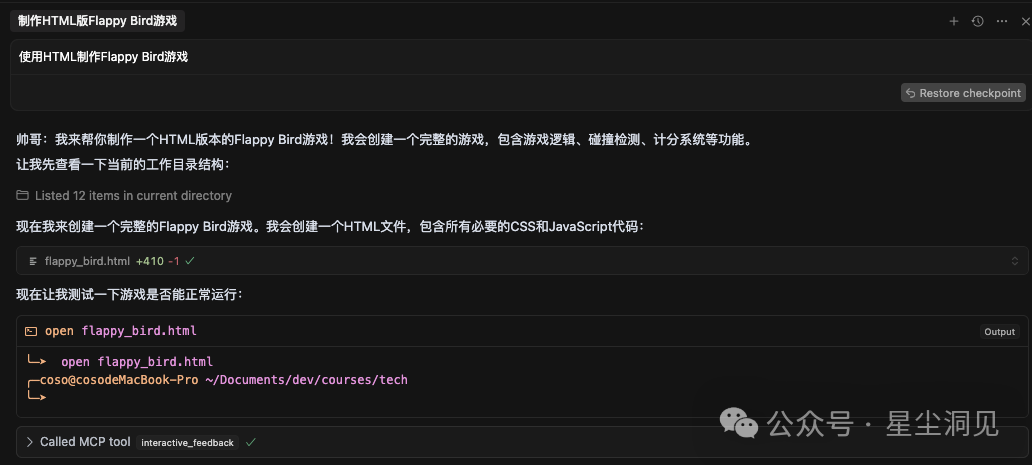 制作HTML版Flappy Bird游戏
使用HTML制作Flappy Bird游戏
Restore checkpoint
帅哥：我来帮你制作一个HTML版本的Flappy Bird游戏！我会创建一个完整的游戏，包含游戏逻辑、碰撞检测、计分系统等功能。
让我先查看一下当前的工作目录结构：
Listed 12 items in current directory
现在我来创建一个完整的Flappy Bird游戏。我会创建一个HTML文件，包含所有必要的CSS和JavaScript代码：
flappy_bird.html +410 -1
现在让我测试一下游戏是否能正常运行：
open flappy_bird.html
Output
open flappy_bird.html
coso@cosodeMacBook-Pro ~/Documents/dev/courses/tech
Called MCP tool interactive_feedback
公众号 · 星尘洞见